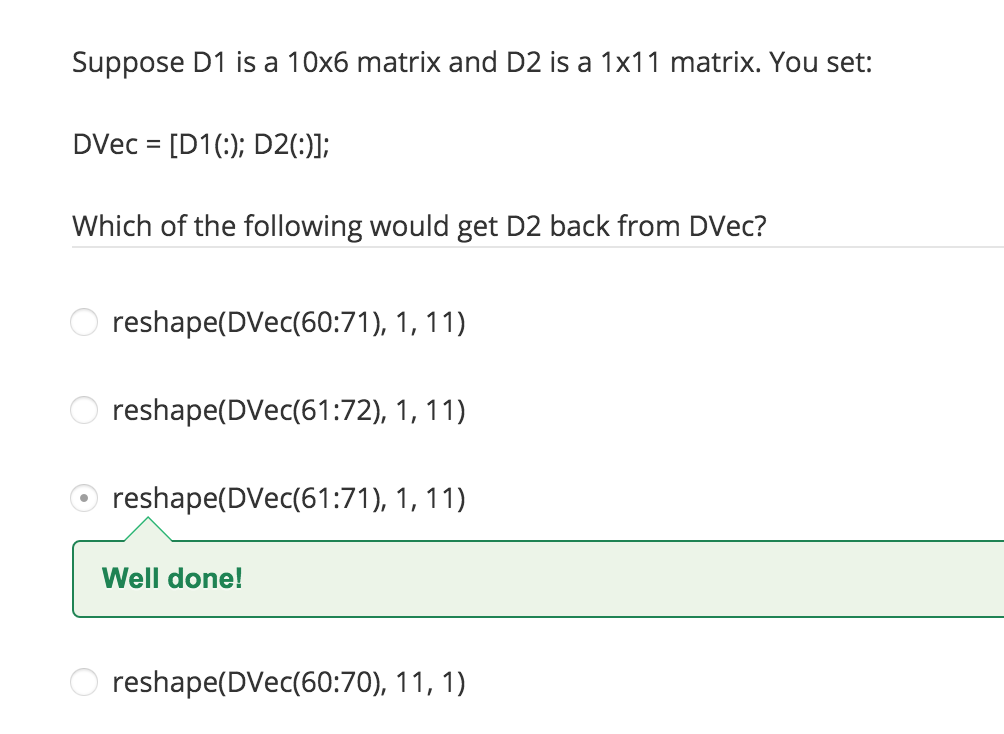 Suppose D1 is a 10x6 matrix and D2 is a 1x11 matrix. You set:
DVec = [D1(:); D2(:)];
Which of the following would get D2 back from DVec?
reshape(DVec(60:71), 1, 11)
reshape(DVec(61:72), 1, 11)
reshape(DVec(61:71), 1, 11)
Well done!
reshape(DVec(60:70), 11, 1)